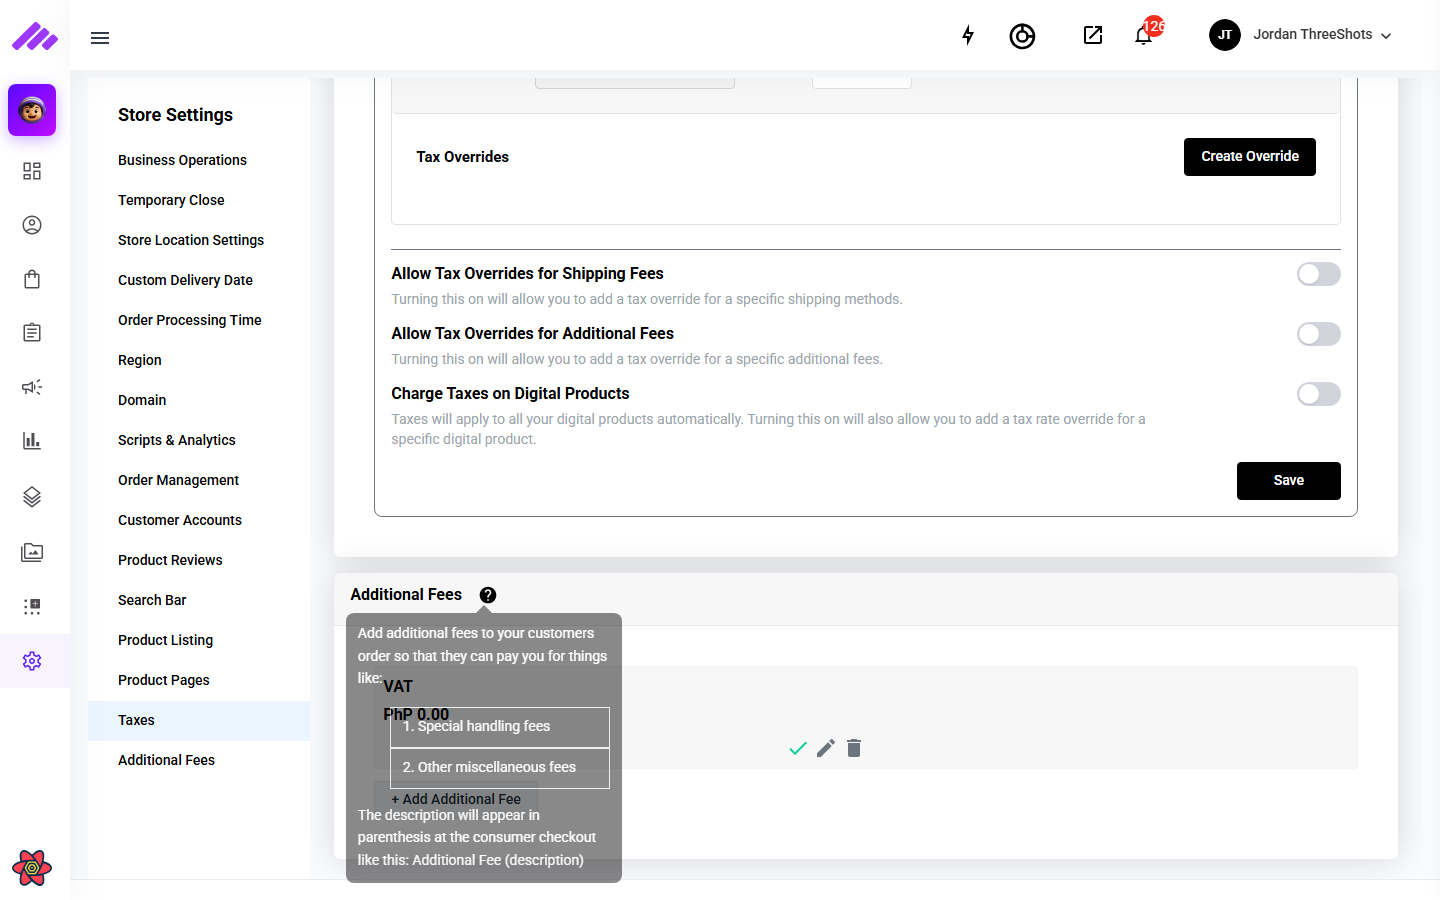 126
JT
Jordan ThreeShots
Store Settings
Business Operations
Temporary Close
Store Location Settings
Custom Delivery Date
Order Processing Time
Region
Domain
Scripts & Analytics
Order Management
Customer Accounts
Product Reviews
Search Bar
Product Listing
Product Pages
Taxes
Additional Fees
Tax Overrides
Create Override
Allow Tax Overrides for Shipping Fees
Turning this on will allow you to add a tax override for a specific shipping methods.
Allow Tax Overrides for Additional Fees
Turning this on will allow you to add a tax override for a specific additional fees.
Charge Taxes on Digital Products
Taxes will apply to all your digital products automatically. Turning this on will also allow you to add a tax rate override for a
specific digital product.
Save
Additional Fees
?
Add additional fees to your customers
order so that they can pay you for things
like:
VAT
PhP 0.00
1. Special handling fees
2. Other miscellaneous fees
+ Add Additional Fee
The description will appear in
parenthesis at the consumer checkout
like this: Additional Fee (description)